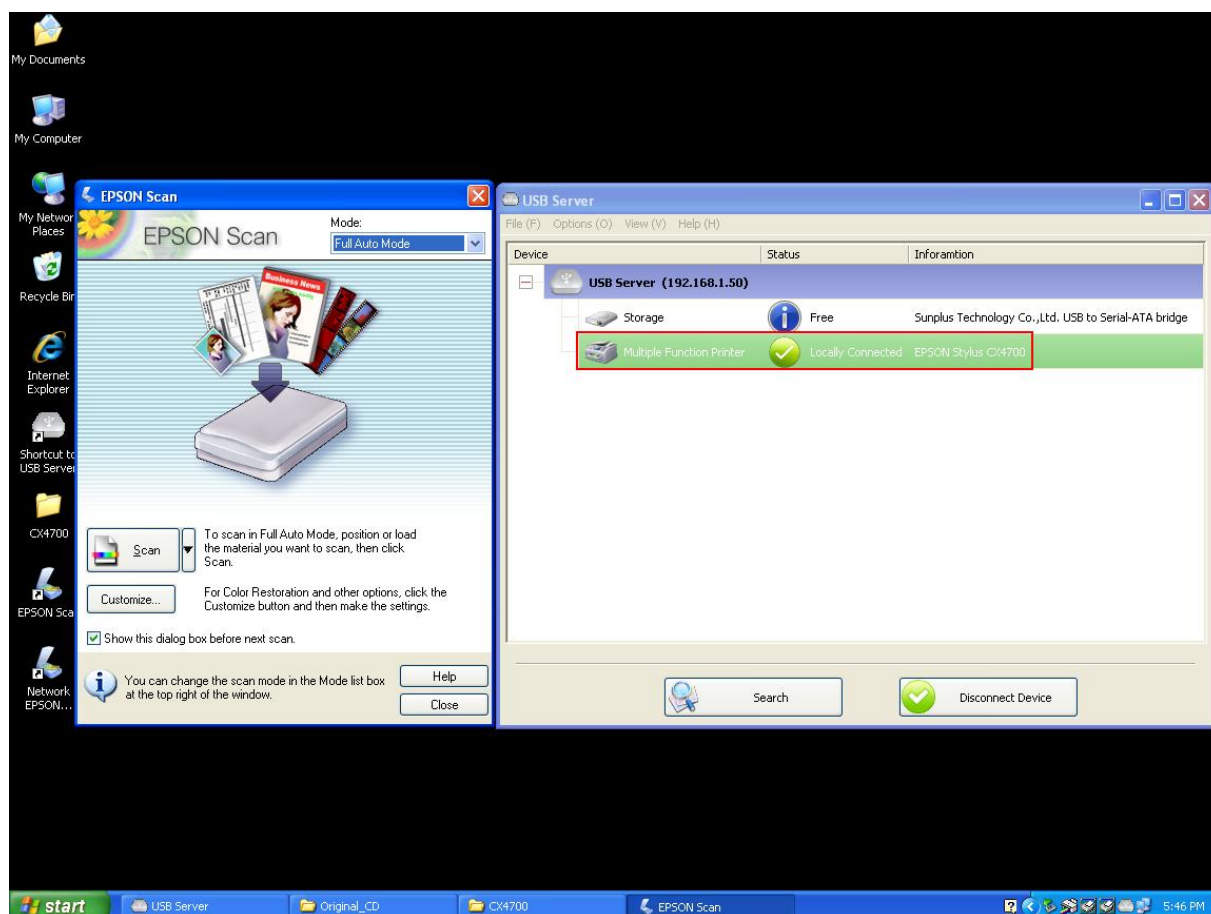 My Documents
My Computer
My Networ
Places
Recycle Bin
Internet
Explorer
Shortcut to
USB Server
CX4700
EPSON Sca
Network
EPSON...
EPSON Scan
EPSON Scan
Mode:
Full Auto Mode
Business News
Scan
To scan in Full Auto Mode, position or load
the material you want to scan, then click
Scan.
Customize...
For Color Restoration and other options, click the
Customize button and then make the settings.
Show this dialog box before next scan.
You can change the scan mode in the Mode list box
at the top right of the window.
Help
Close
USB Server
File (F) Options (O) View (V) Help (H)
Device Status Inforamtion
USB Server (192.168.1.50)
Storage Free Sunplus Technology Co.,Ltd. USB to Serial-ATA bridge
Multiple Function Printer Locally Connected EPSON Stylus CX4700
Search Disconnect Device
start USB Server Original_CD CX4700 EPSON Scan 5:46 PM